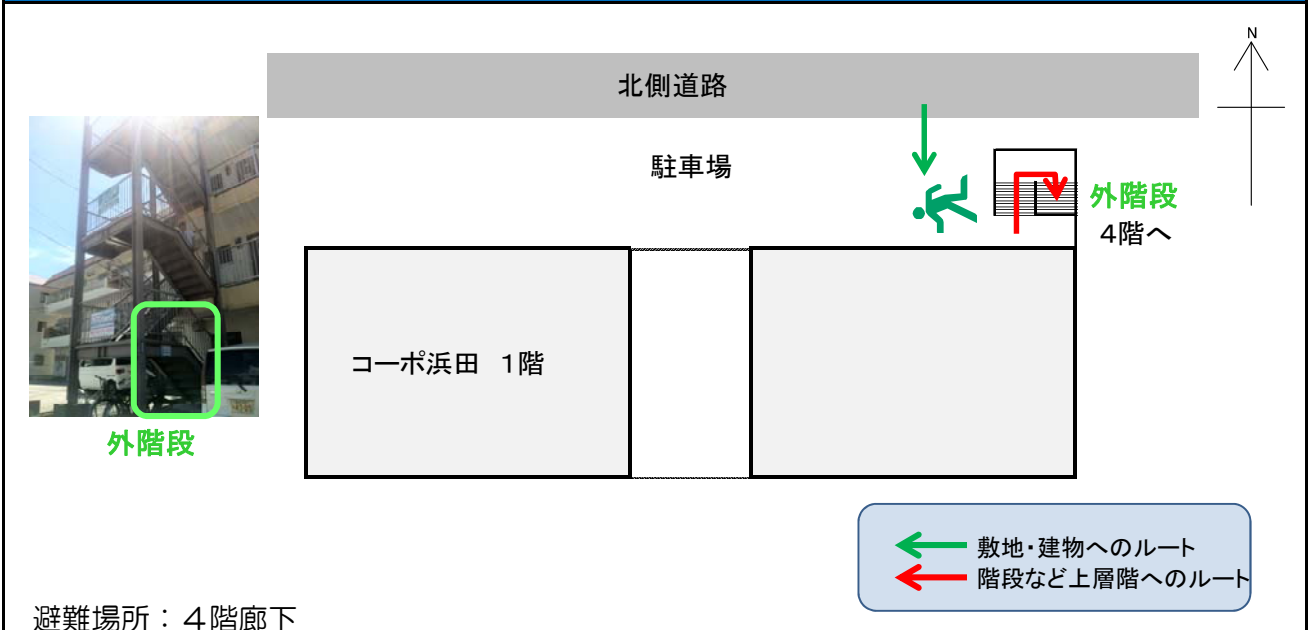 N
北側道路
駐車場
外階段
4階へ
コーポ浜田 1階
外階段
敷地・建物へのルート
階段など上層階へのルート
避難場所：4階廊下